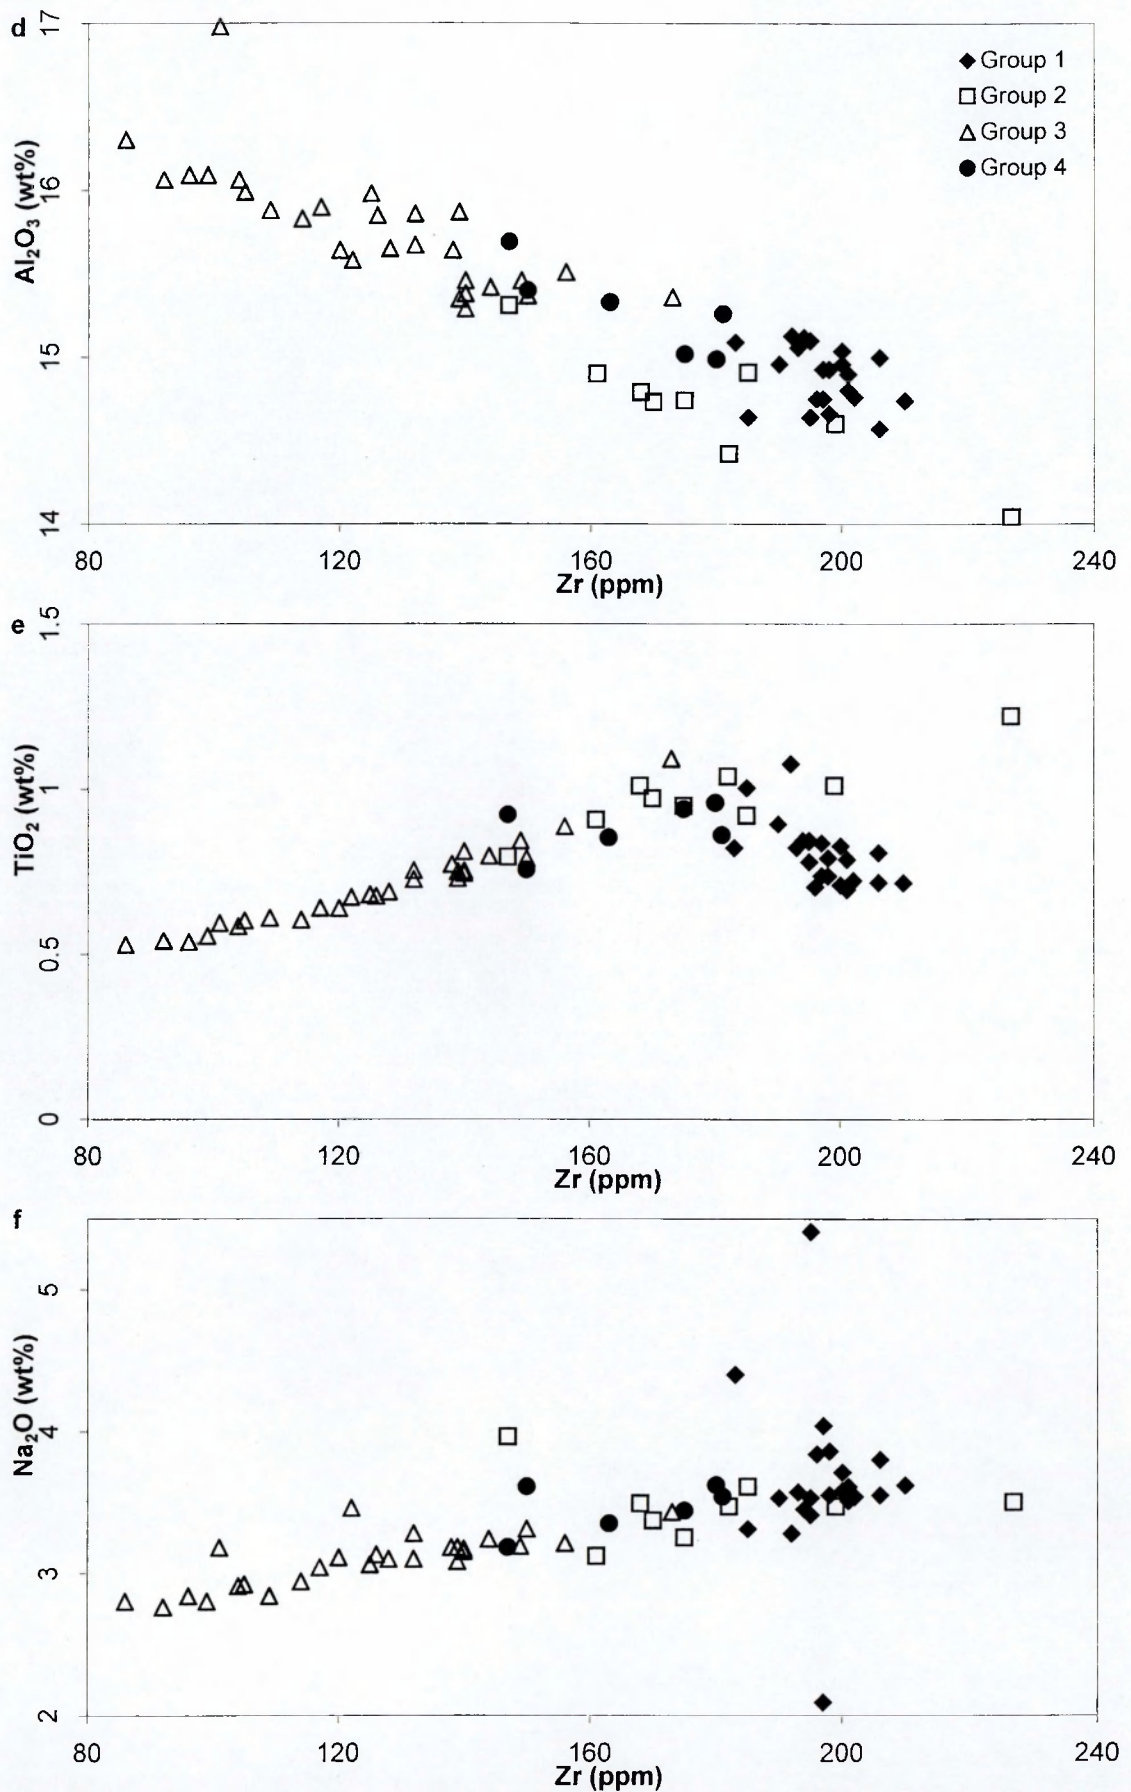 d
17
16
15
14
Al₂O₃ (wt%)
◆ Group 1
□ Group 2
△ Group 3
● Group 4
80 120 160 200 240
Zr (ppm)
e
1.5
1
0.5
0
TiO₂ (wt%)
80 120 160 200 240
Zr (ppm)
f
5
4
3
2
Na₂O (wt%)
80 120 160 200 240
Zr (ppm)